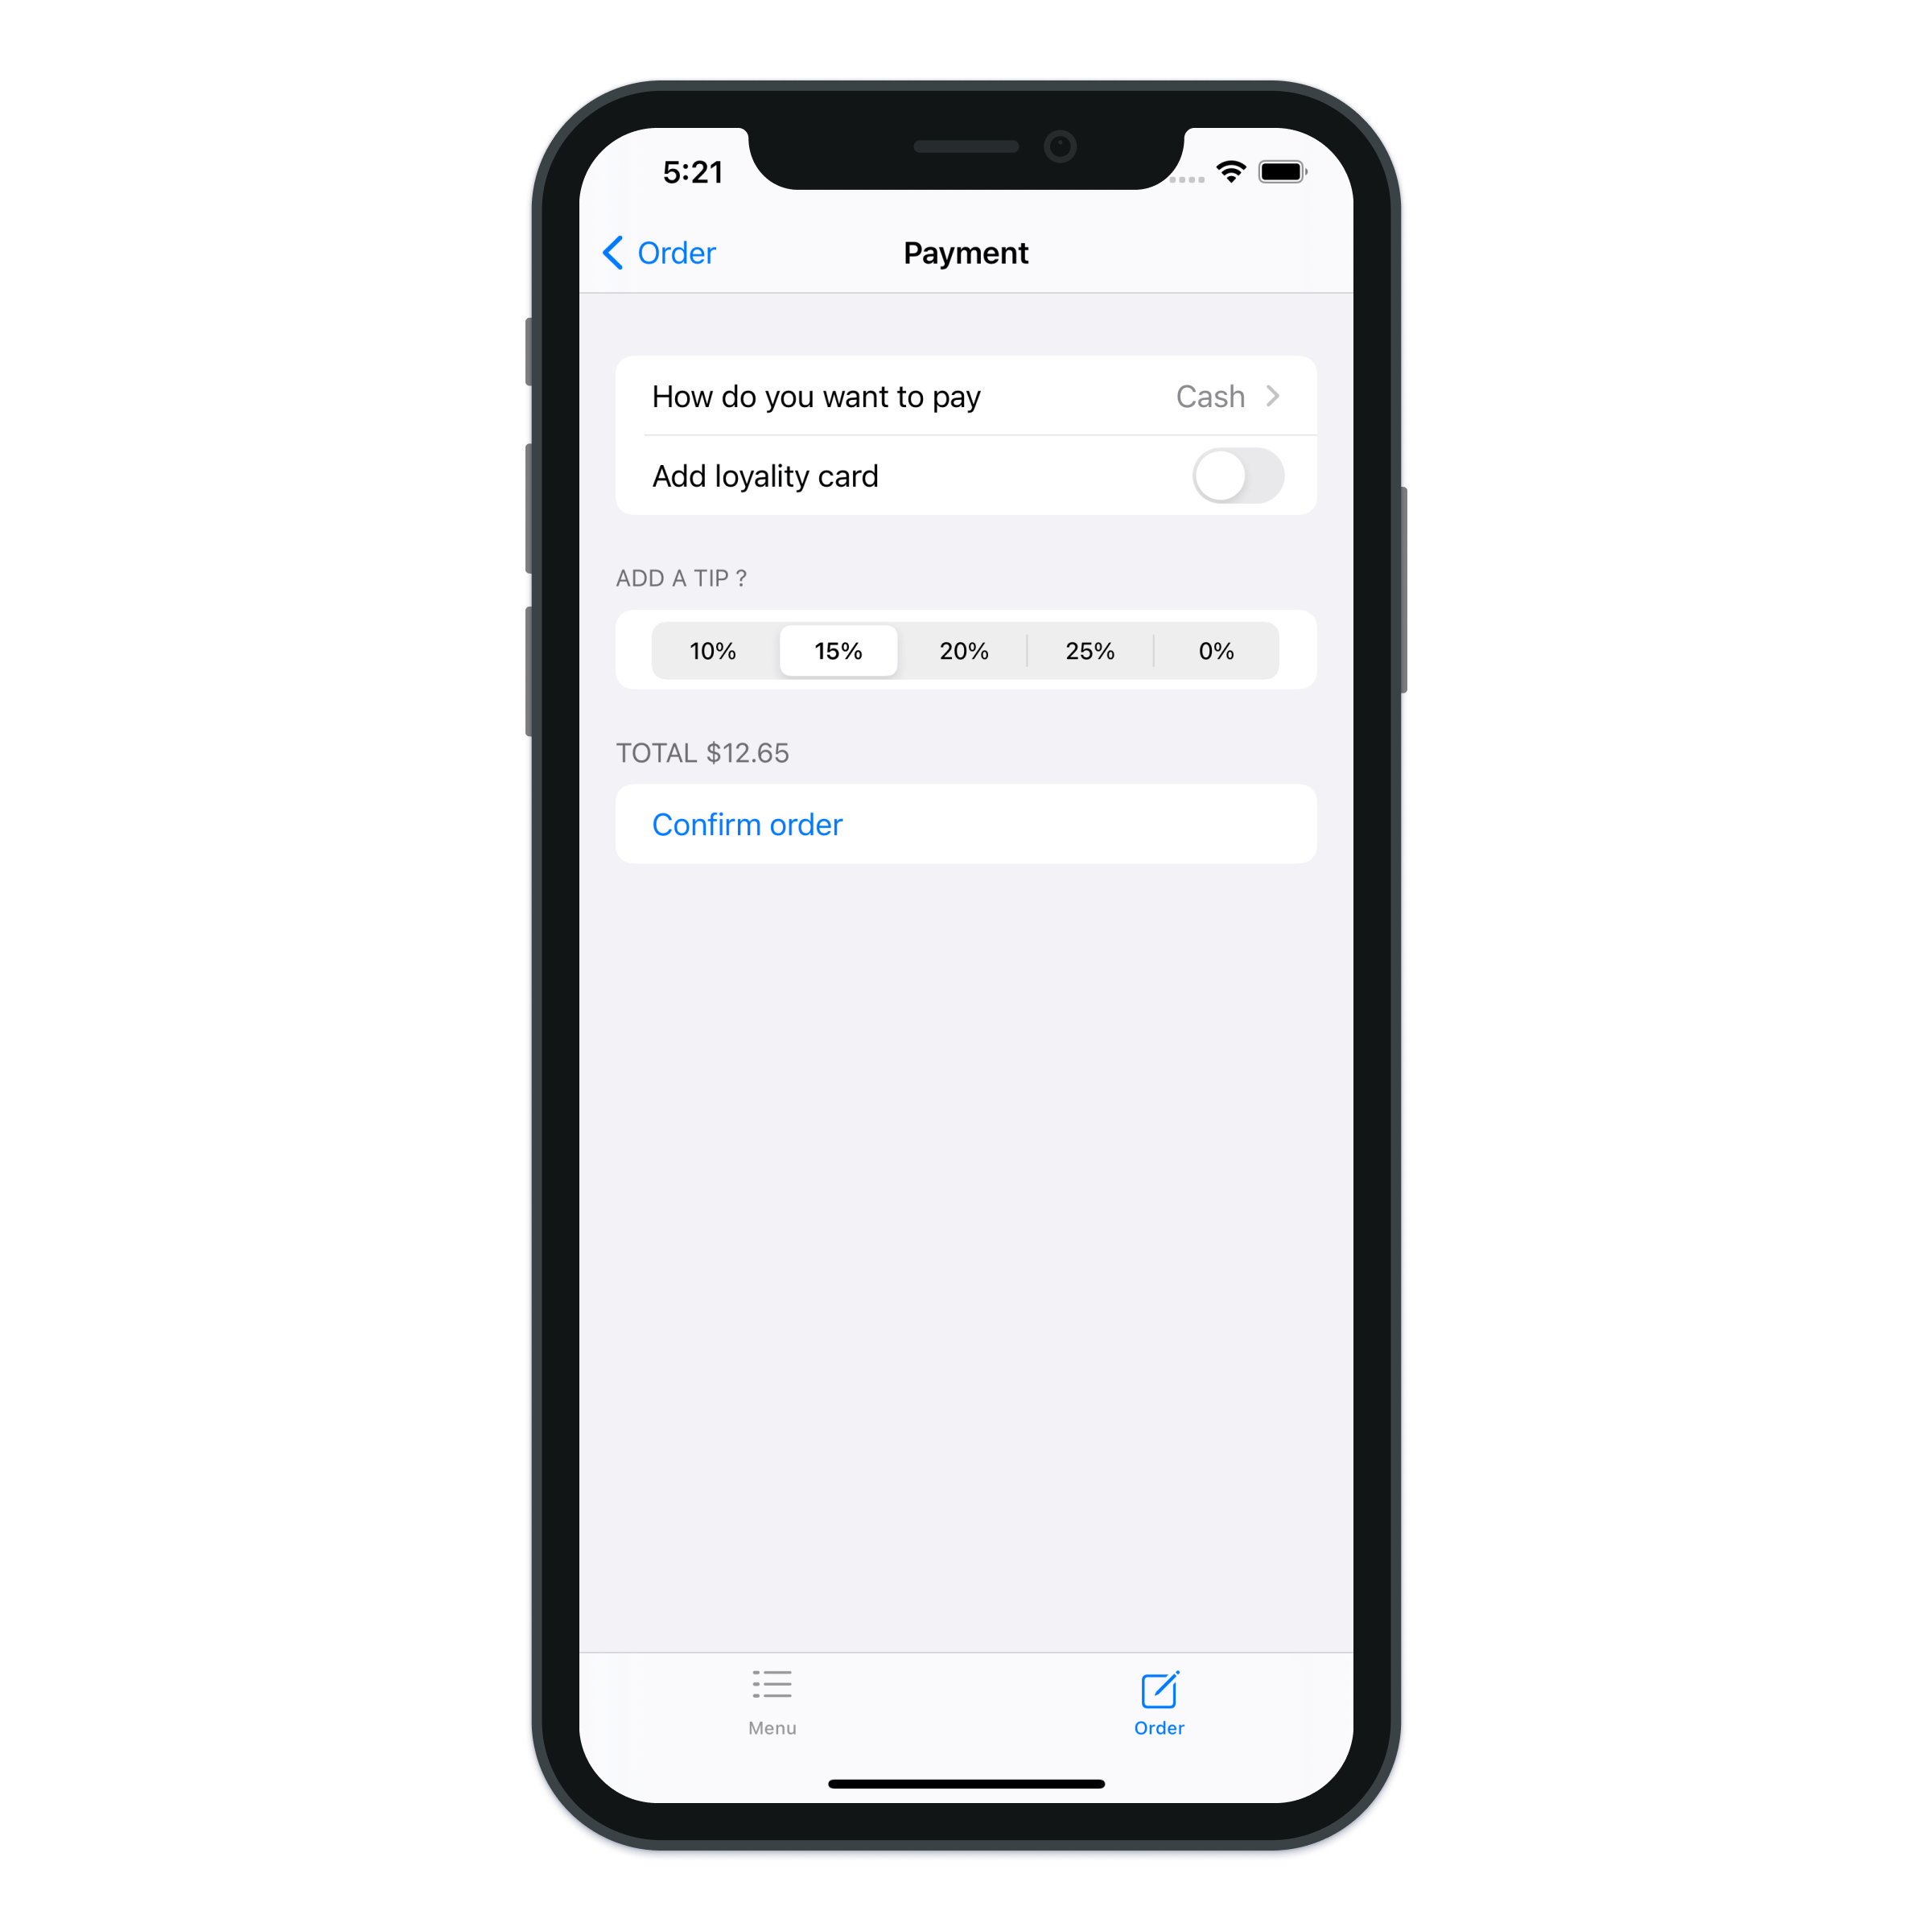 5:21
Order
Payment
How do you want to pay Cash
Add loyality card
ADD A TIP ?
10% 15% 20% 25% 0%
TOTAL $12.65
Confirm order
Menu Order